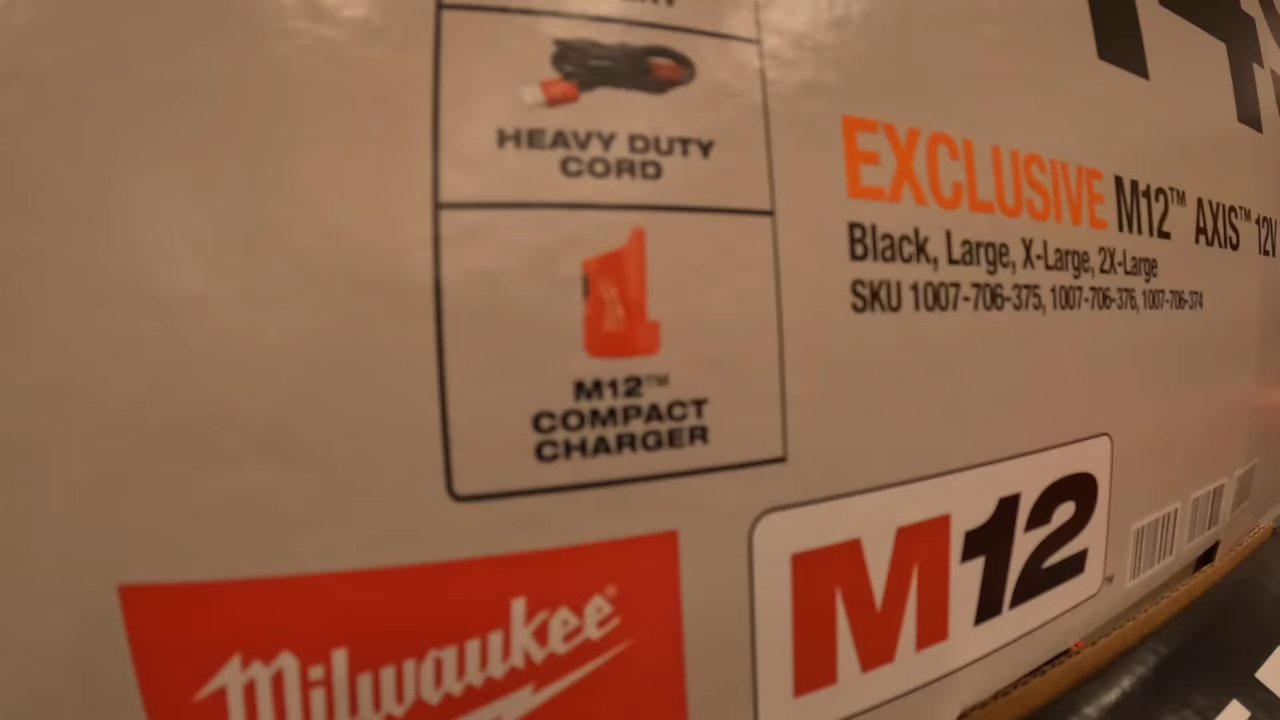 HEAVY DUTY
CORD
M12™
COMPACT
CHARGER
EXCLUSIVE M12™ AXIS™ 12V
Black, Large, X-Large, 2X-Large
SKU 1007-706-375, 1007-706-376, 1007-706-374
Milwaukee®
M12™